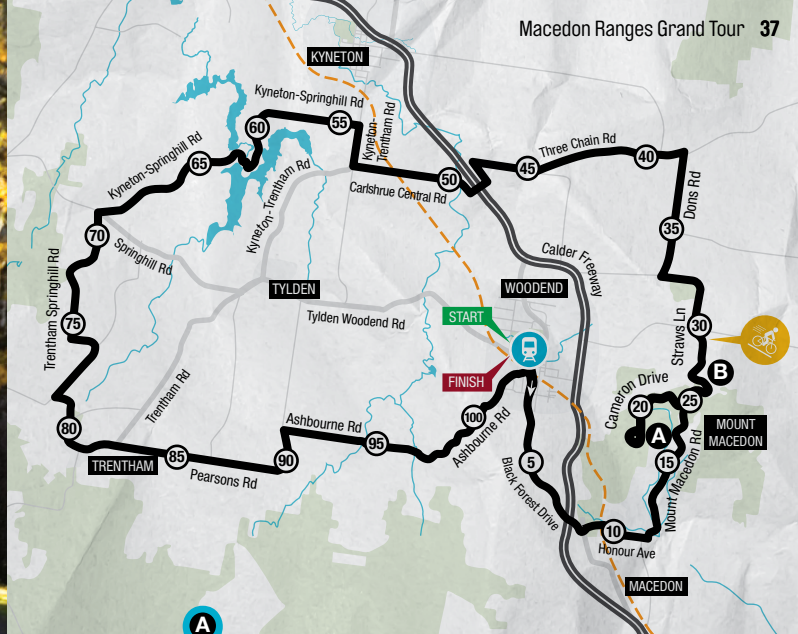 Macedon Ranges Grand Tour 37
KYNETON
Kyneton-Springhill Rd
60
55
Kyneton-
Trentham Rd
Three Chain Rd
45
40
Kyneton-Springhill Rd
65
50
Carlshrue Central Rd
Dons Rd
Kyneton-Trentham Rd
35
70
Springhill Rd
Calder Freeway
TYLDEN
WOODEND
Trentham Springhill Rd
START
Tylden Woodend Rd
75
30
Straws Ln
FINISH
B
Cameron Drive
Trentham Rd
20
25
A
MOUNT
MACEDON
100
Ashbourne Rd
80
Ashbourne Rd
95
TRENTHAM
85
Pearsons Rd
90
5
15
Mount Macedon Rd
Black Forest Drive
10
Honour Ave
MACEDON
A